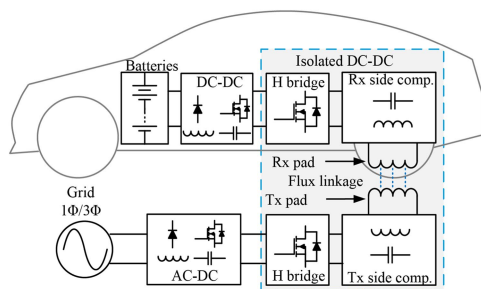 Isolated DC-DC
Batteries
DC-DC
H bridge
Rx side comp.
Rx pad
Flux linkage
Tx pad
Grid
1Φ/3Φ
AC-DC
H bridge
Tx side comp.